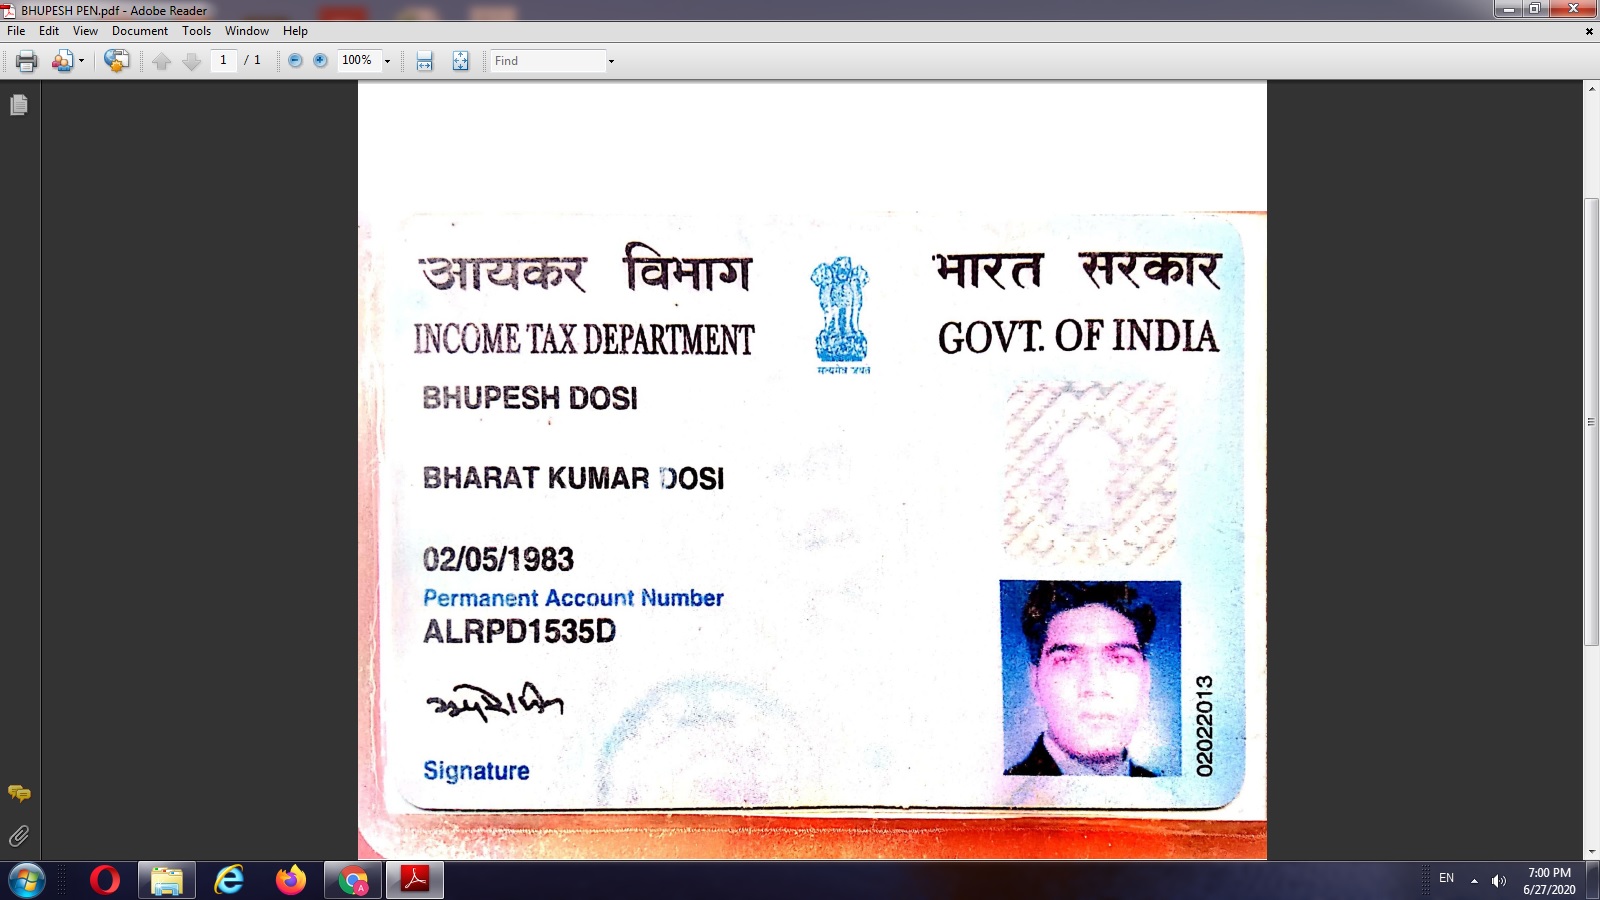 BHUPESH PEN.pdf - Adobe Reader
File Edit View Document Tools Window Help
1 / 1 100% Find
आयकर विभाग
INCOME TAX DEPARTMENT
सत्यमेव जयते
भारत सरकार
GOVT. OF INDIA
BHUPESH DOSI
BHARAT KUMAR DOSI
02/05/1983
Permanent Account Number
ALRPD1535D
Signature
02022013
EN
7:00 PM
6/27/2020